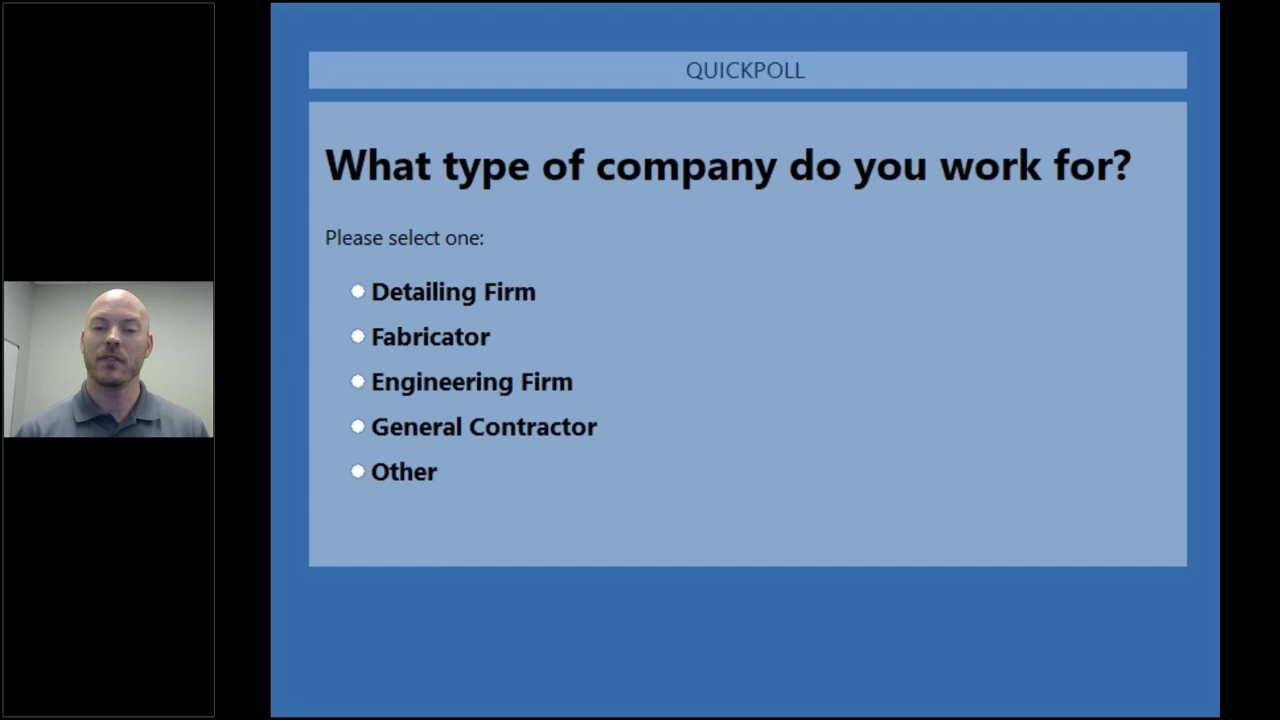 QUICKPOLL
What type of company do you work for?
Please select one:
Detailing Firm
Fabricator
Engineering Firm
General Contractor
Other